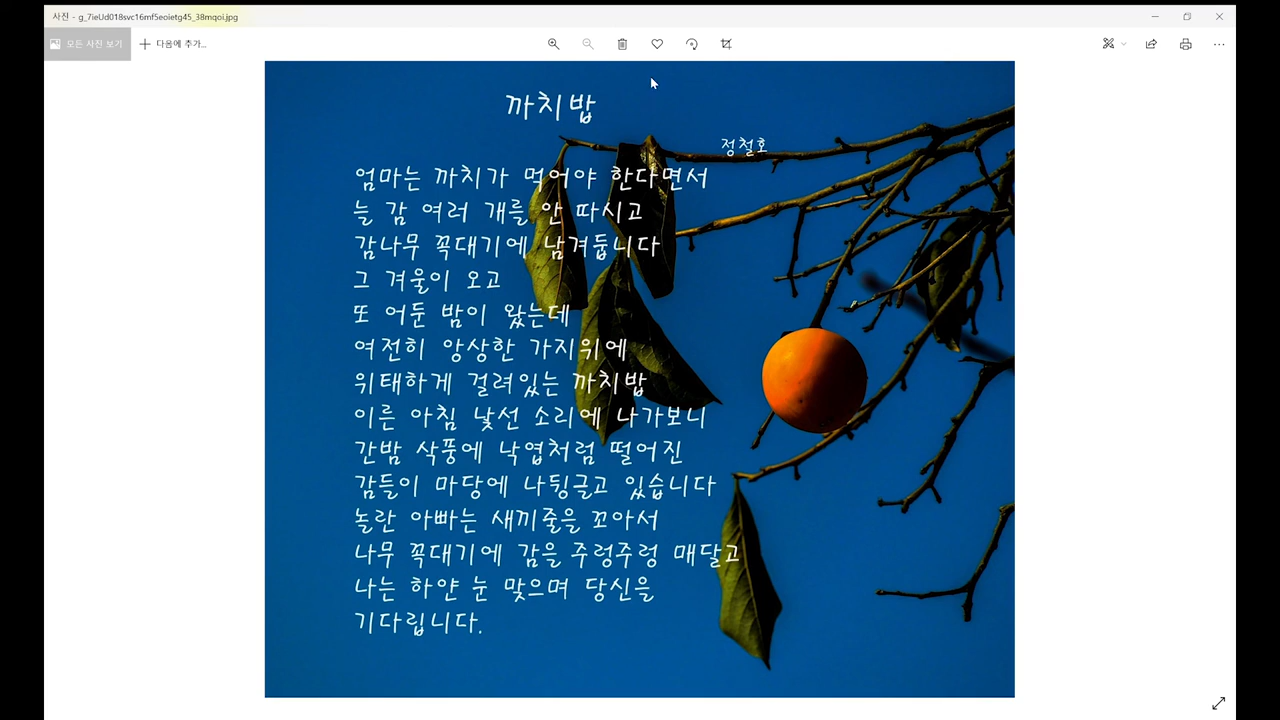 사진 - g_7ieUd018svc16mf5eoietg45_38mqoi.jpg
모든 사진 보기
다음에 추가...
까치밥
정철호
엄마는 까치가 먹어야 한다면서
늘 감 여러 개를 안 따시고
감나무 꼭대기에 남겨둡니다
그 겨울이 오고
또 어둔 밤이 왔는데
여전히 앙상한 가지위에
위태하게 걸려있는 까치밥
이른 아침 낯선 소리에 나가보니
간밤 삭풍에 낙엽처럼 떨어진
감들이 마당에 나뒹글고 있습니다
놀란 아빠는 새끼줄을 꼬아서
나무 꼭대기에 감을 주렁주렁 매달고
나는 하얀 눈 맞으며 당신을
기다립니다.